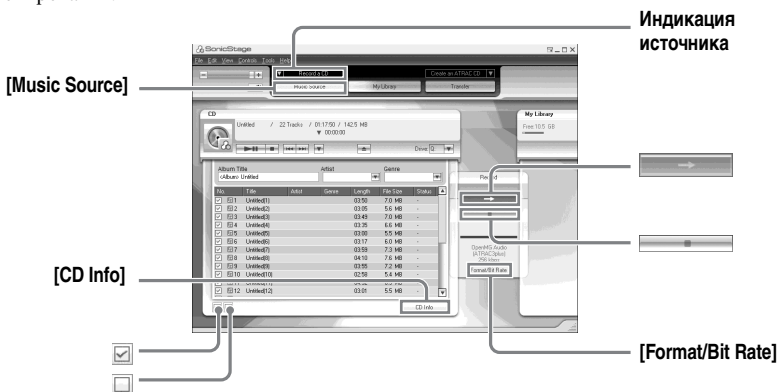 Индикация
источника
SonicStage
File Edit View Controls Tools Help
Record a CD
Create an ATRAC CD
[Music Source]
Music Source
My Library
Transfer
CD
Untitled / 22 Tracks / 01:17:50 / 142.5 MB
00:00:00
Drive Q
My Library
Free 10.5 GB
Album Title Artist Genre
<Album> Untitled
Record
No. Title Artist Genre Length File Size Status
1 Untitled(1) 03:50 7.0 MB -
2 Untitled(2) 03:05 5.6 MB -
3 Untitled(3) 03:49 7.0 MB -
4 Untitled(4) 03:35 6.6 MB -
5 Untitled(5) 03:00 5.5 MB -
6 Untitled(6) 03:17 6.0 MB -
7 Untitled(7) 03:59 7.3 MB -
8 Untitled(8) 04:10 7.6 MB -
9 Untitled(9) 03:55 7.2 MB -
10 Untitled(10) 02:58 5.4 MB -
12 Untitled(12) 03:01 5.5 MB -
OpenMG Audio
(ATRAC3plus)
Format/Bit Rate
[CD Info]
CD Info
[Format/Bit Rate]